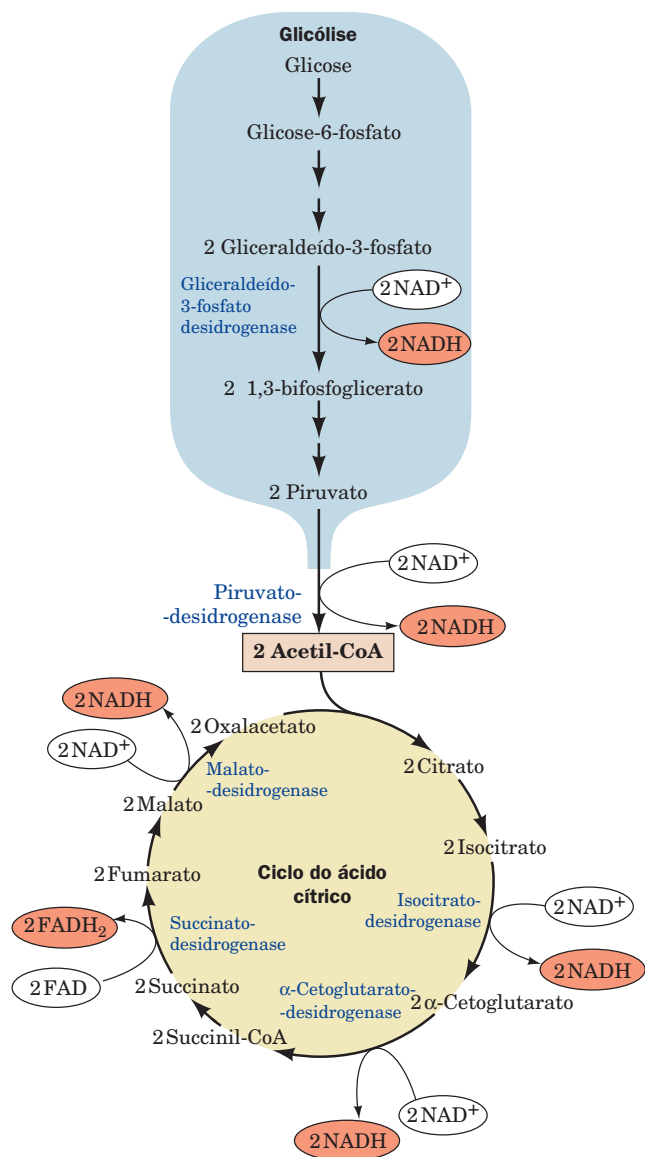 Glicólise
Glicose
Glicose-6-fosfato
2 Gliceraldeído-3-fosfato
Gliceraldeído-
3-fosfato
desidrogenase
2NAD+
2NADH
2 1,3-bifosfoglicerato
2 Piruvato
2NAD+
Piruvato-
-desidrogenase
2NADH
2 Acetil-CoA
2NADH
2Oxalacetato
2NAD+
Malato-
-desidrogenase
2Citrato
2Malato
2Isocitrato
2Fumarato
Ciclo do ácido
cítrico
Isocitrato-
desidrogenase
2NAD+
2FADH2
Succinato-
desidrogenase
2NADH
2FAD
2Succinato
α-Cetoglutarato-
-desidrogenase
2α-Cetoglutarato
2Succinil-CoA
2NAD+
2NADH